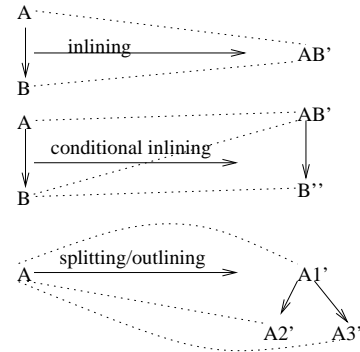 A
inlining
AB'
B
A
AB'
conditional inlining
B
B''
splitting/outlining
A
A1'
A2'
A3'